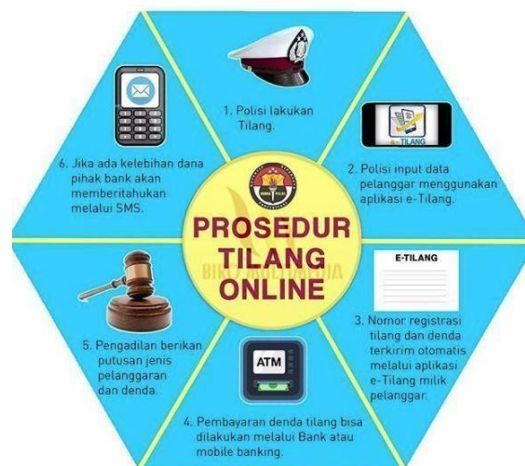 1. Polisi lakukan
Tilang.
e-TILANG
2. Polisi input data
pelanggar menggunakan
aplikasi e-Tilang.
E-TILANG
3. Nomor registrasi
tilang dan denda
terkirim otomatis
melalui aplikasi
e-Tilang milik
pelanggar.
ATM
4. Pembayaran denda tilang bisa
dilakukan melalui Bank atau
mobile banking.
5. Pengadilan berikan
putusan jenis
pelanggaran
dan denda.
6. Jika ada kelebihan dana
pihak bank akan
memberitahukan
melalui SMS.
PROSEDUR
TILANG
ONLINE